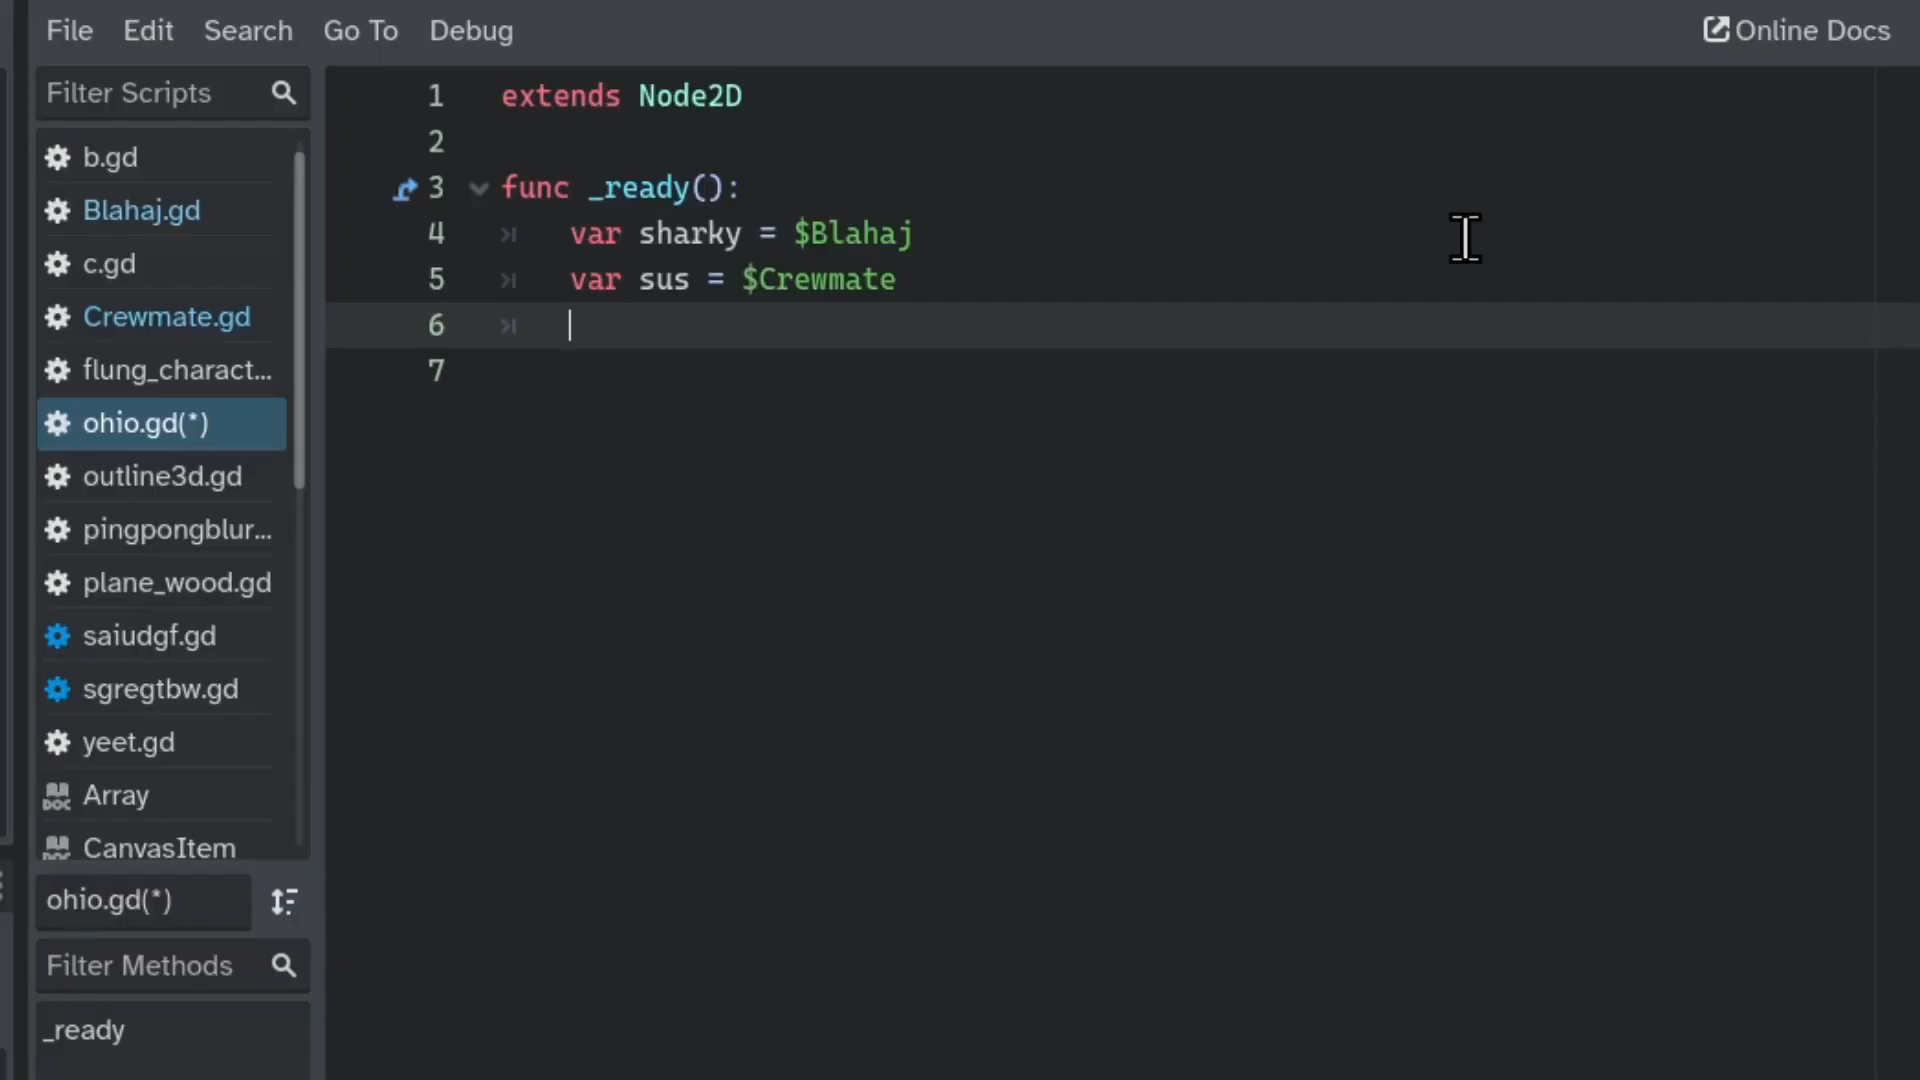 File Edit Search Go To Debug Online Docs
Filter Scripts
b.gd
Blahaj.gd
c.gd
Crewmate.gd
flung_charact...
ohio.gd(*)
outline3d.gd
pingpongblur...
plane_wood.gd
saiudgf.gd
sgregtbw.gd
yeet.gd
DOC Array
DOC CanvasItem
ohio.gd(*)
Filter Methods
_ready
1 extends Node2D
2
3 func _ready():
4 var sharky = $Blahaj
5 var sus = $Crewmate
6
7